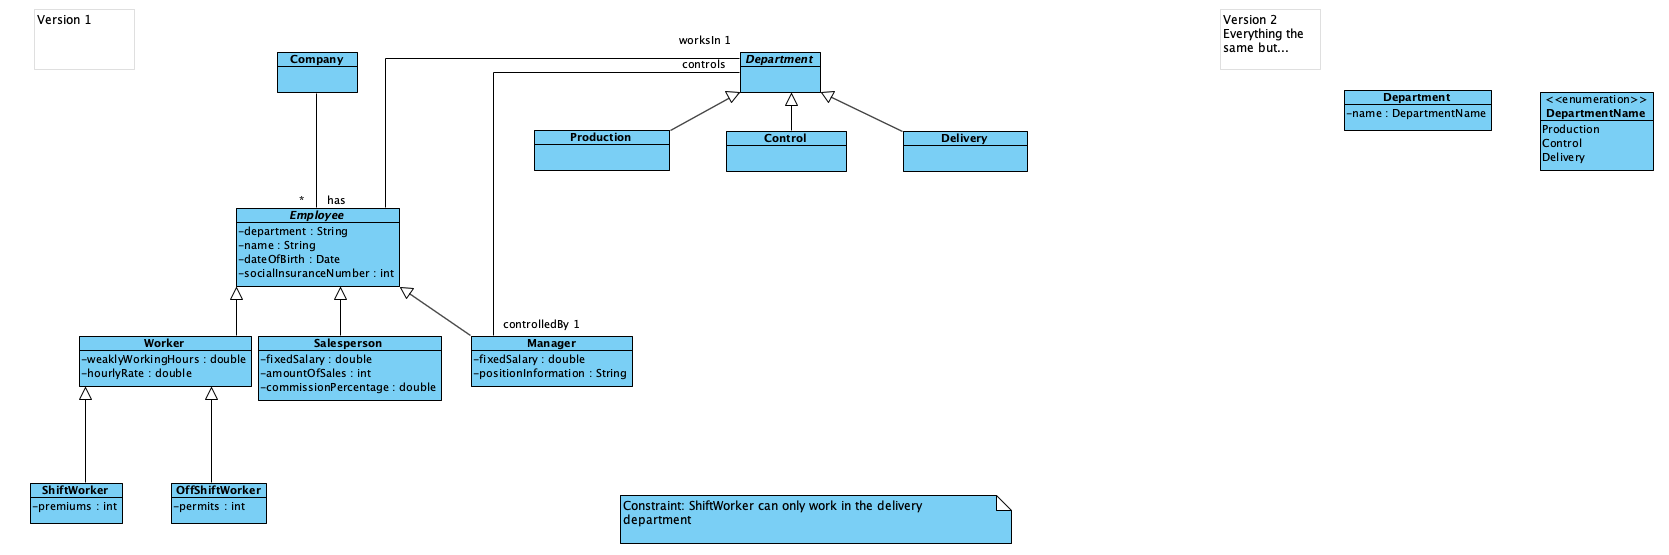 Version 1
Version 2
Everything the
same but...
worksIn 1
Company
Department
controls
Department
-name : DepartmentName
<<enumeration>>
DepartmentName
Production
Control
Delivery
Production
Control
Delivery
* has
Employee
-department : String
-name : String
-dateOfBirth : Date
-socialInsuranceNumber : int
controlledBy 1
Worker
-weaklyWorkingHours : double
-hourlyRate : double
Salesperson
-fixedSalary : double
-amountOfSales : int
-commissionPercentage : double
Manager
-fixedSalary : double
-positionInformation : String
ShiftWorker
-premiums : int
OffShiftWorker
-permits : int
Constraint: ShiftWorker can only work in the delivery
department